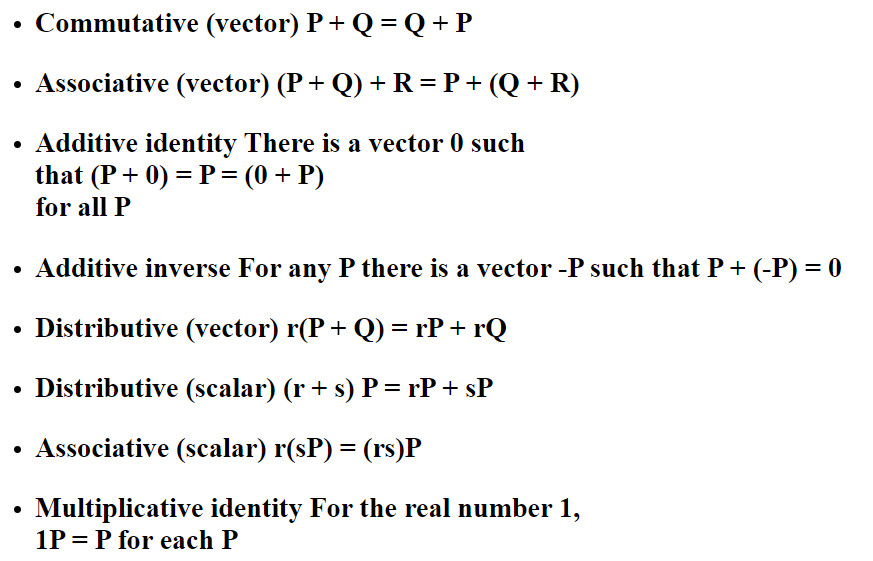 • Commutative (vector) P + Q = Q + P
• Associative (vector) (P + Q) + R = P + (Q + R)
• Additive identity There is a vector 0 such
that (P + 0) = P = (0 + P)
for all P
• Additive inverse For any P there is a vector -P such that P + (-P) = 0
• Distributive (vector) r(P + Q) = rP + rQ
• Distributive (scalar) (r + s) P = rP + sP
• Associative (scalar) r(sP) = (rs)P
• Multiplicative identity For the real number 1,
1P = P for each P